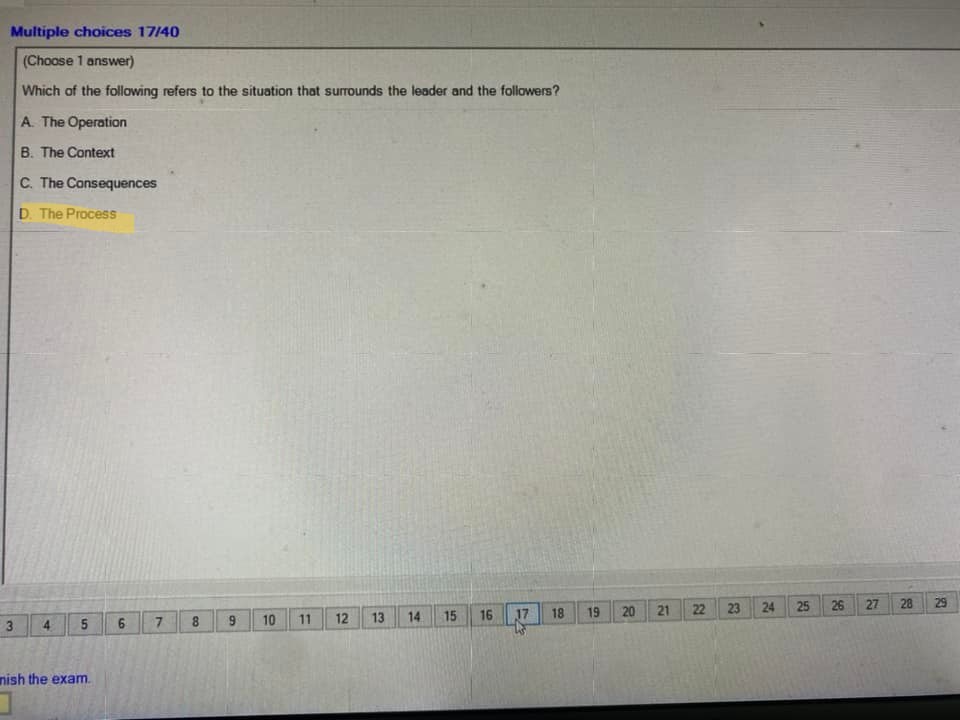 Multiple choices 17/40
(Choose 1 answer)
Which of the following refers to the situation that surrounds the leader and the followers?
A. The Operation
B. The Context
C. The Consequences
D. The Process
3 4 5 6 7 8 9 10 11 12 13 14 15 16 17 18 19 20 21 22 23 24 25 26 27 28 29
nish the exam.